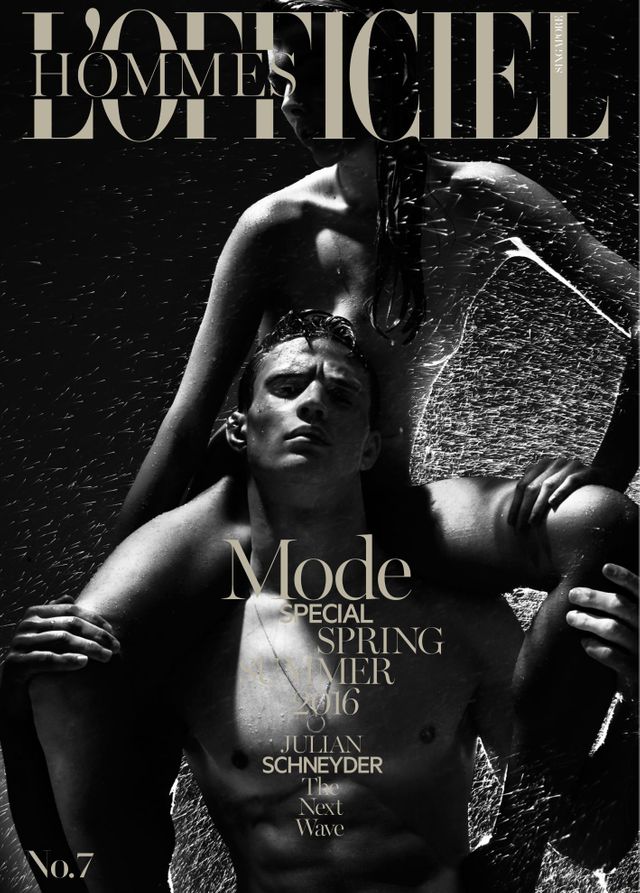 L'OFFICIEL
HOMMES
SINGAPORE
Mode
SPECIAL
SPRING
SUMMER
2016
&
JULIAN
SCHNEYDER
The
Next
Wave
No.7